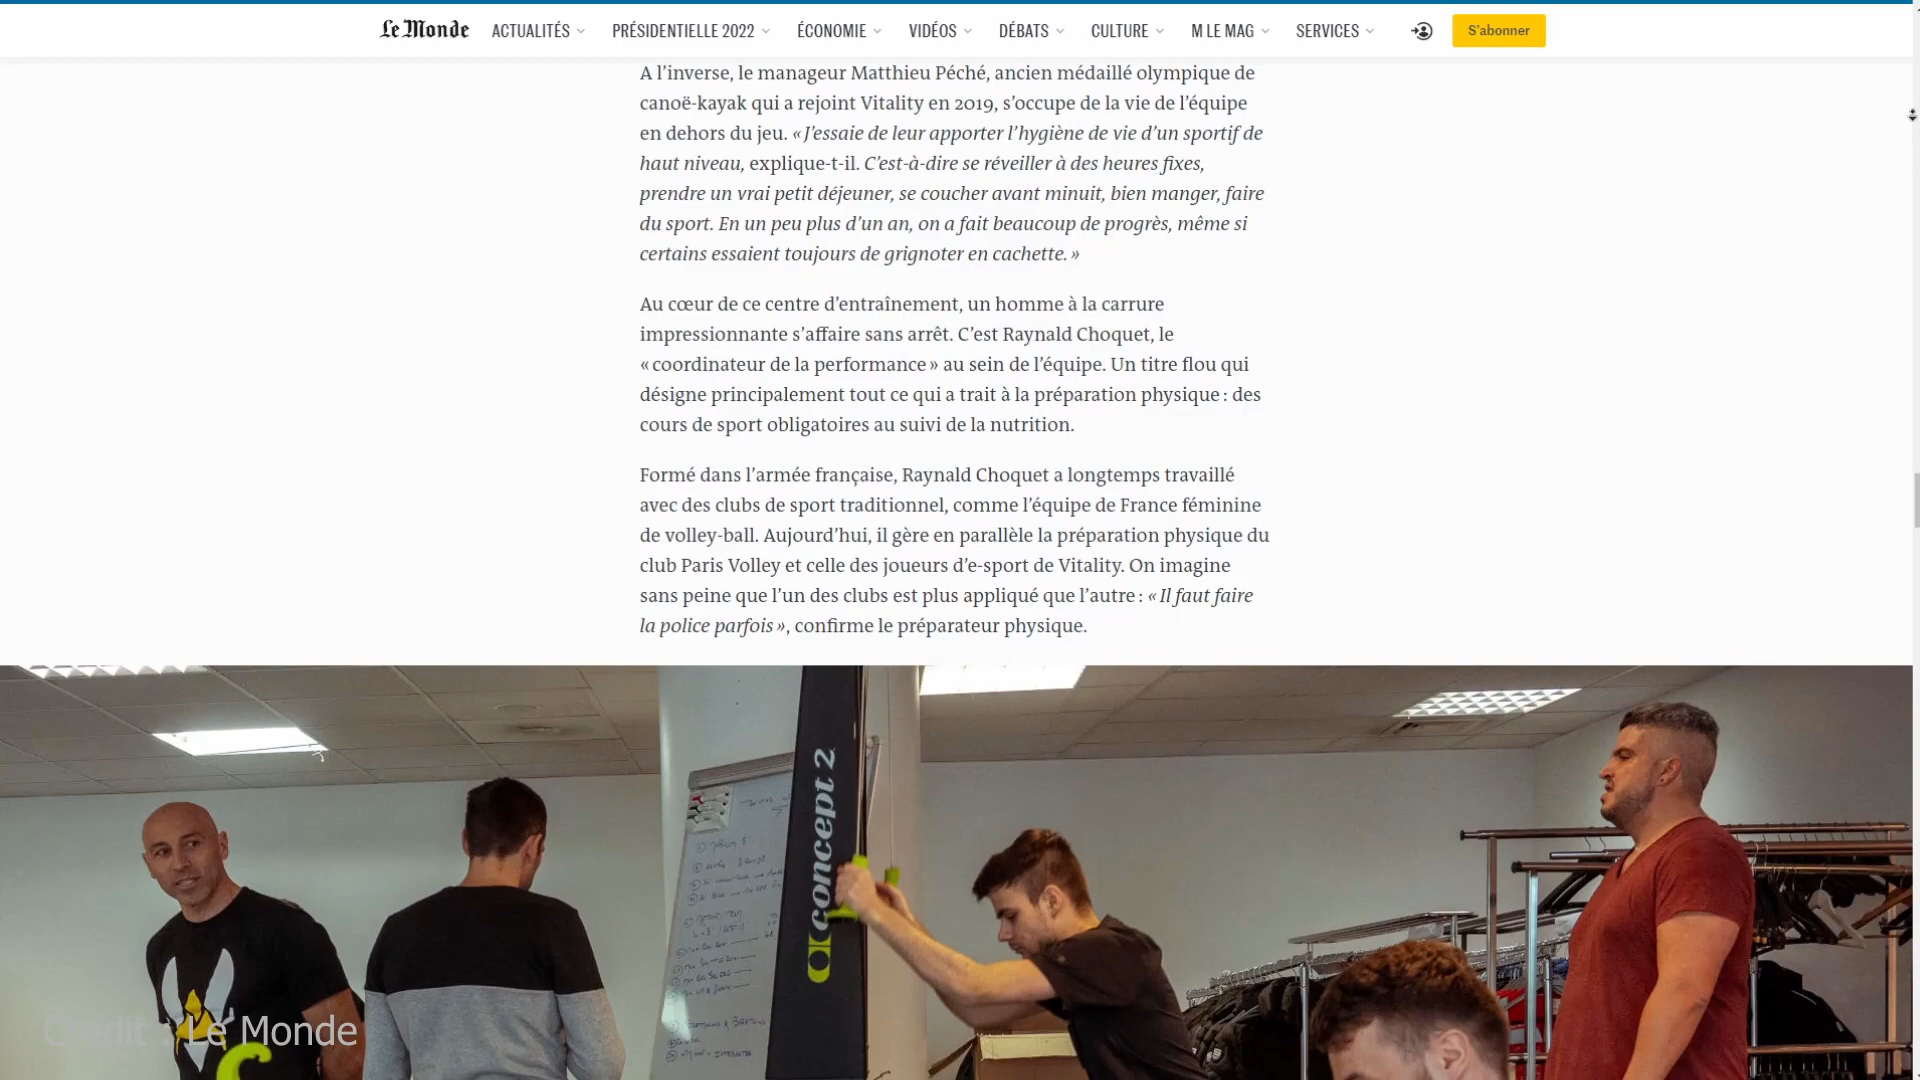 Le Monde
ACTUALITÉS
PRÉSIDENTIELLE 2022
ÉCONOMIE
VIDÉOS
DÉBATS
CULTURE
M LE MAG
SERVICES
S'abonner
A l’inverse, le manageur Matthieu Péché, ancien médaillé olympique de
canoë-kayak qui a rejoint Vitality en 2019, s’occupe de la vie de l’équipe
en dehors du jeu. « J’essaie de leur apporter l’hygiène de vie d’un sportif de
haut niveau, explique-t-il. C’est-à-dire se réveiller à des heures fixes,
prendre un vrai petit déjeuner, se coucher avant minuit, bien manger, faire
du sport. En un peu plus d’un an, on a fait beaucoup de progrès, même si
certains essaient toujours de grignoter en cachette. »
Au cœur de ce centre d’entraînement, un homme à la carrure
impressionnante s’affaire sans arrêt. C’est Raynald Choquet, le
« coordinateur de la performance » au sein de l’équipe. Un titre flou qui
désigne principalement tout ce qui a trait à la préparation physique : des
cours de sport obligatoires au suivi de la nutrition.
Formé dans l’armée française, Raynald Choquet a longtemps travaillé
avec des clubs de sport traditionnel, comme l’équipe de France féminine
de volley-ball. Aujourd’hui, il gère en parallèle la préparation physique du
club Paris Volley et celle des joueurs d’e-sport de Vitality. On imagine
sans peine que l’un des clubs est plus appliqué que l’autre : « Il faut faire
la police parfois », confirme le préparateur physique.
concept 2
Crédit : Le Monde